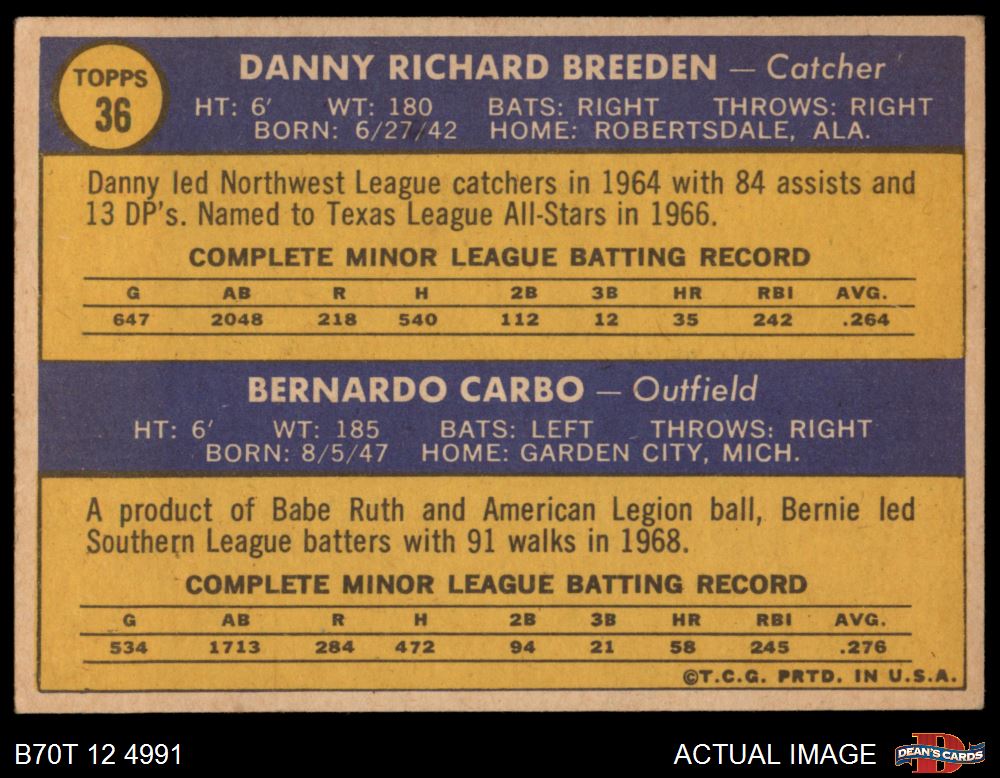 TOPPS
36
DANNY RICHARD BREEDEN — Catcher
HT: 6' WT: 180 BATS: RIGHT THROWS: RIGHT
BORN: 6/27/42 HOME: ROBERTSDALE, ALA.
Danny led Northwest League catchers in 1964 with 84 assists and
13 DP's. Named to Texas League All-Stars in 1966.
COMPLETE MINOR LEAGUE BATTING RECORD
G AB R H 2B 3B HR RBI AVG.
647 2048 218 540 112 12 35 242 .264
BERNARDO CARBO — Outfield
HT: 6' WT: 185 BATS: LEFT THROWS: RIGHT
BORN: 8/5/47 HOME: GARDEN CITY, MICH.
A product of Babe Ruth and American Legion ball, Bernie led
Southern League batters with 91 walks in 1968.
COMPLETE MINOR LEAGUE BATTING RECORD
G AB R H 2B 3B HR RBI AVG.
534 1713 284 472 94 21 58 245 .276
©T.C.G. PRTD. IN U.S.A.
B70T 12 4991 ACTUAL IMAGE DEAN'S CARDS